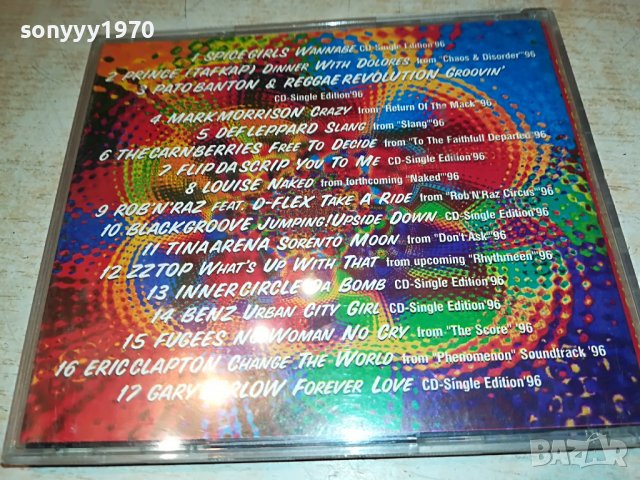 sonyyy1970
1 SPICE GIRLS WANNABE CD-Single Edition'96
2 PRINCE (TAFKAP) DINNER WITH DOLORES from "Chaos & Disorder"'96
3 PATO BANTON & REGGAE REVOLUTION GROOVIN'
CD-Single Edition'96
4 MARK MORRISON CRAZY from "Return Of The Mack"'96
5 DEF LEPPARD SLANG from "Slang"'96
6 THE CARNBERRIES FREE TO DECIDE from "To The Faithfull Departed"'96
7 FLIP DA SCRIP YOU TO ME CD-Single Edition'96
8 LOUISE NAKED from forthcoming "Naked"'96
9 ROB'N'RAZ FEAT. D-FLEX TAKE A RIDE from "Rob'N'Raz Circus"'96
10 BLACKGROOVE JUMPING/UPSIDE DOWN CD-Single Edition'96
11 TINA ARENA SORENTO MOON from "Don't Ask"'96
12 ZZ TOP WHAT'S UP WITH THAT from upcoming "Rhythmeen"'96
13 INNER CIRCLE DA BOMB CD-Single Edition'96
14 BENZ URBAN CITY GIRL CD-Single Edition'96
15 FUGEES NO WOMAN NO CRY from "The Score"'96
16 ERIC CLAPTON CHANGE THE WORLD from "Phenomenon" Soundtrack '96
17 GARY BARLOW FOREVER LOVE CD-Single Edition'96
BAZAR